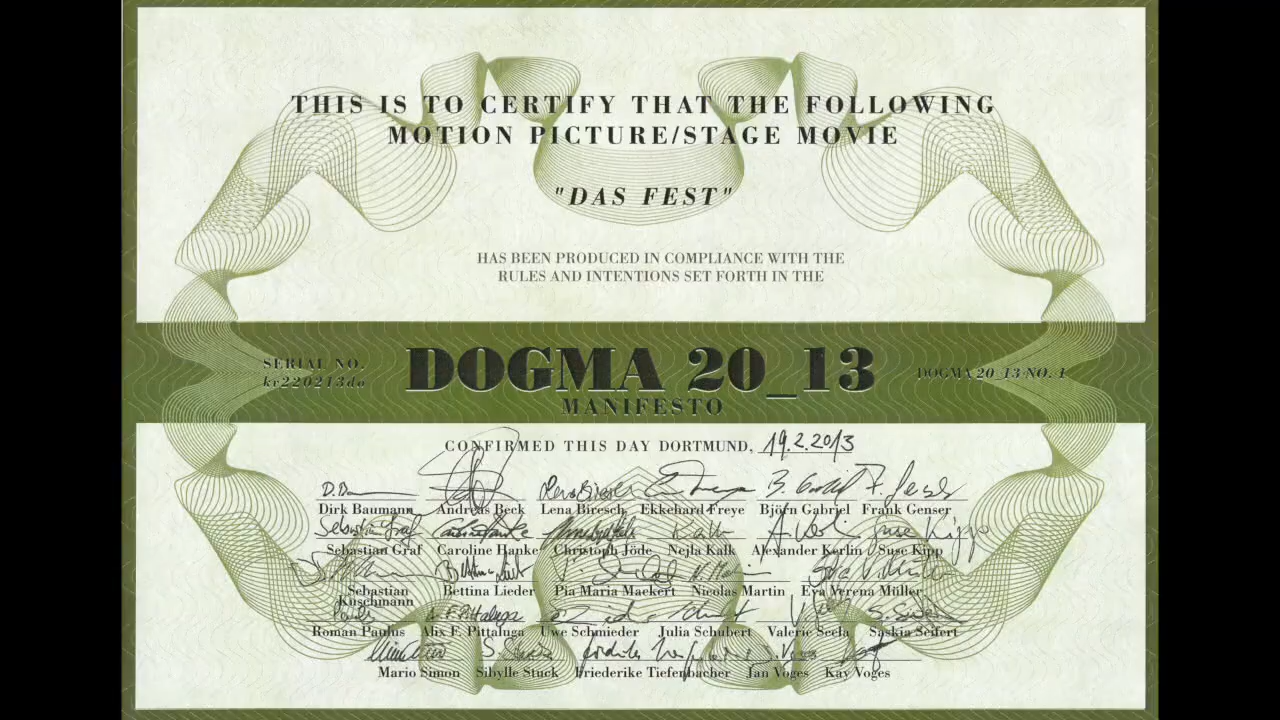 THIS IS TO CERTIFY THAT THE FOLLOWING
MOTION PICTURE/STAGE MOVIE
"DAS FEST"
HAS BEEN PRODUCED IN COMPLIANCE WITH THE
RULES AND INTENTIONS SET FORTH IN THE
SERIAL NO.
kr220213do
DOGMA 20_13
DOGMA 20_13 NO. 1
MANIFESTO
CONFIRMED THIS DAY DORTMUND, 19.2.2013
Dirk Baumann Andreas Beck Lena Biresch Ekkehard Freye Björn Gabriel Frank Genser
Sebastian Graf Caroline Hanke Christoph Jöde Nejla Kalk Alexander Kerlin Suse Kipp
Sebastian Kuschmann Bettina Lieder Pia Maria Mackert Nicolas Martin Eva Verena Müller
Roman Paulus Alix F. Pittaluga Uwe Schmieder Julia Schubert Valerie Seela Saskia Seifert
Mario Simon Sibylle Stuck Friederike Tiefenbacher Jan Voges Kay Voges